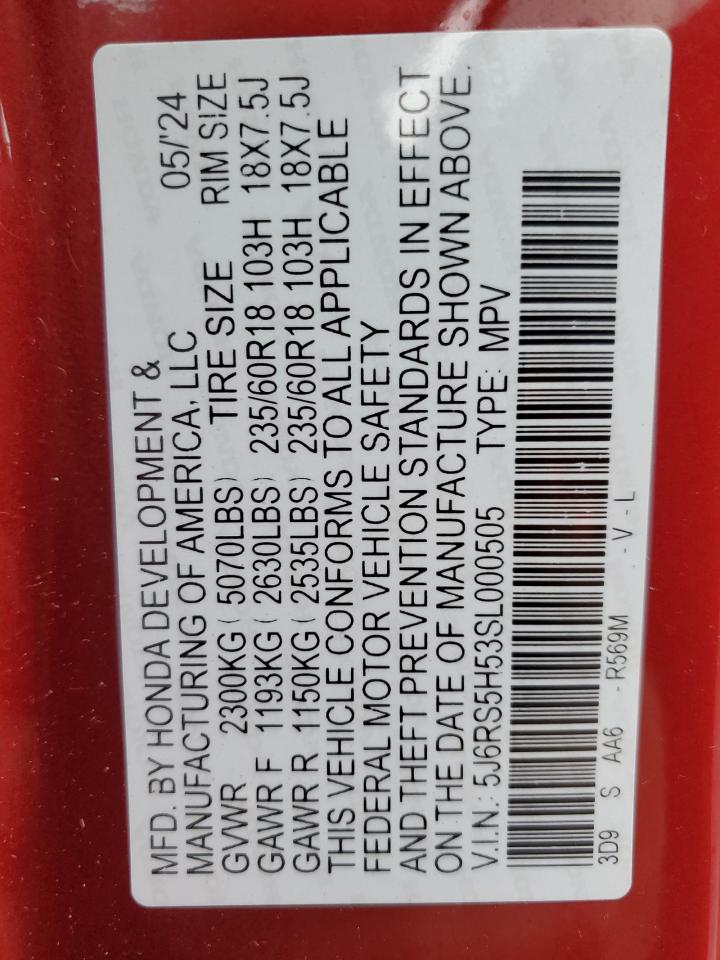 MFD. BY HONDA DEVELOPMENT & 05/'24
MANUFACTURING OF AMERICA, LLC RIM SIZE
GVWR 2300KG ( 5070LBS) TIRE SIZE
GAWR F 1193KG ( 2630LBS) 235/60R18 103H 18X7.5J
GAWR R 1150KG ( 2535LBS) 235/60R18 103H 18X7.5J
THIS VEHICLE CONFORMS TO ALL APPLICABLE
FEDERAL MOTOR VEHICLE SAFETY
AND THEFT PREVENTION STANDARDS IN EFFECT
ON THE DATE OF MANUFACTURE SHOWN ABOVE.
V.I.N.: 5J6RS5H53SL000505 TYPE: MPV
3D9 S AA6 - R569M - V - L